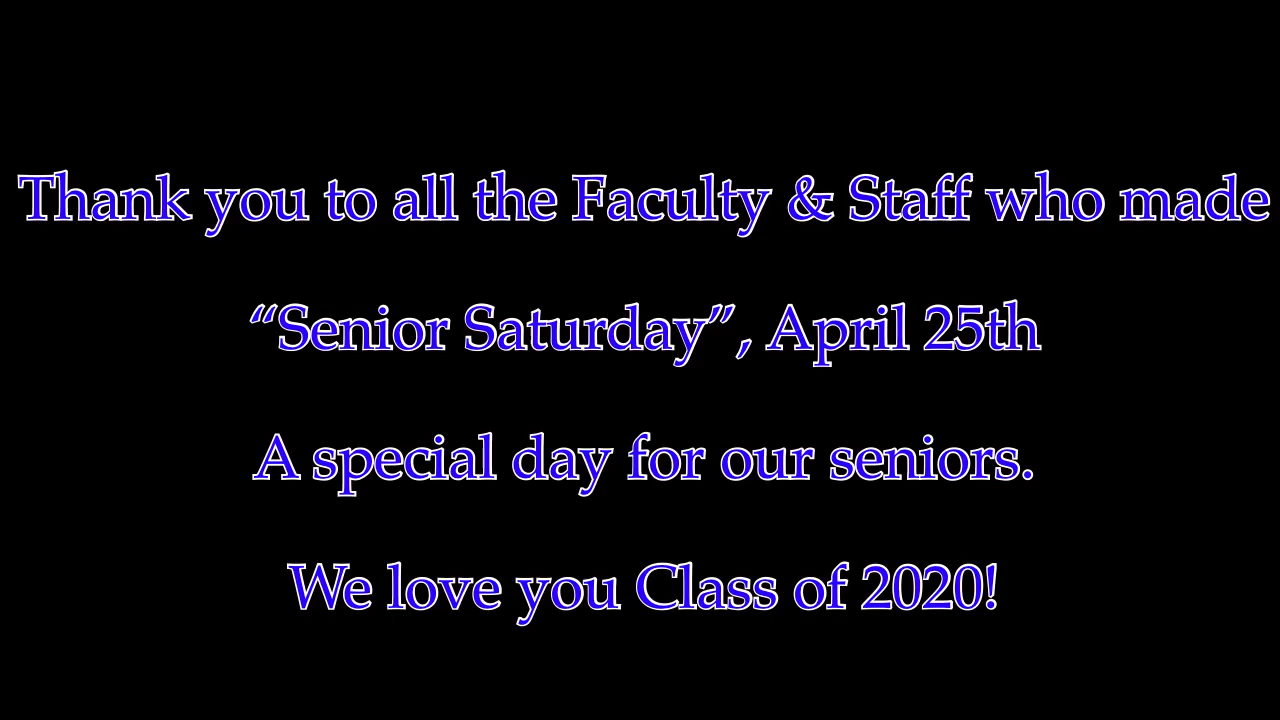 Thank you to all the Faculty & Staff who made
“Senior Saturday”, April 25th
A special day for our seniors.
We love you Class of 2020!